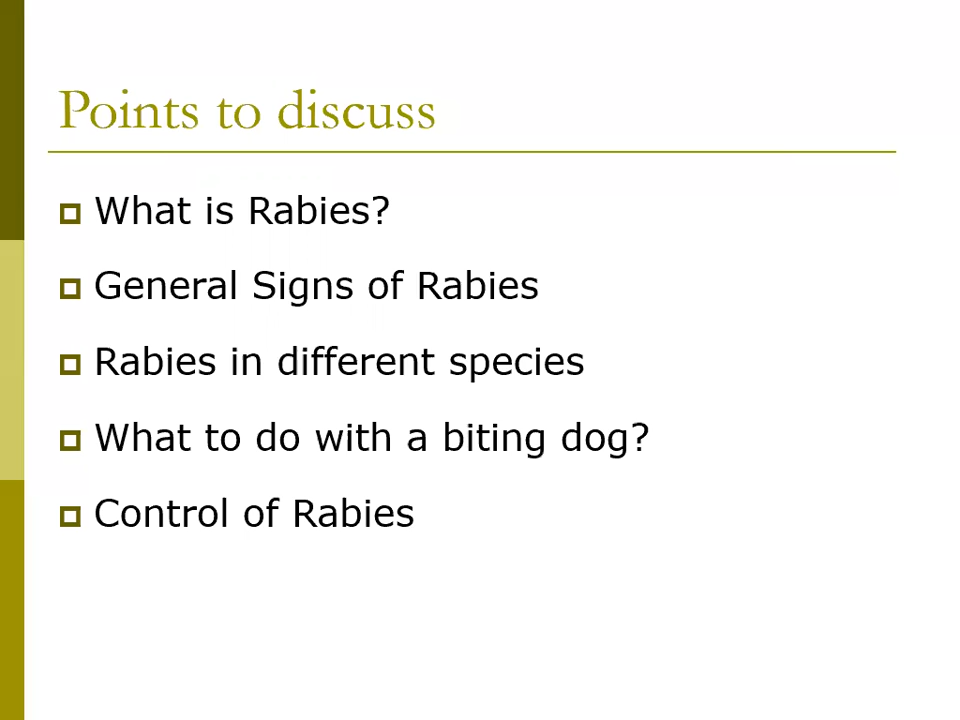 Points to discuss
What is Rabies?
General Signs of Rabies
Rabies in different species
What to do with a biting dog?
Control of Rabies